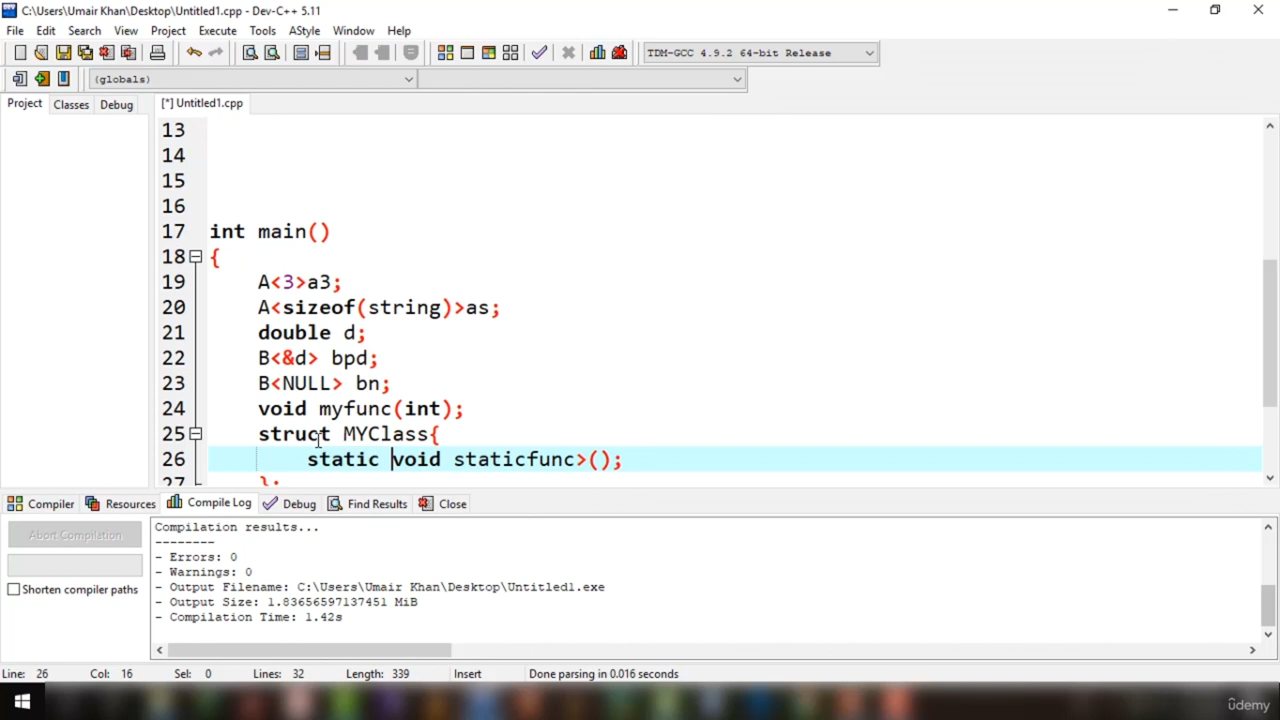 C:\Users\Umair Khan\Desktop\Untitled1.cpp - Dev-C++ 5.11
File Edit Search View Project Execute Tools AStyle Window Help
TDM-GCC 4.9.2 64-bit Release
(globals)
Project Classes Debug [*] Untitled1.cpp
13
14
15
16
17 int main()
18 {
19 A<3>a3;
20 A<sizeof(string)>as;
21 double d;
22 B<&d> bpd;
23 B<NULL> bn;
24 void myfunc(int);
25 struct MYClass{
26 static void staticfunc>();
27 };
Compiler Resources Compile Log Debug Find Results Close
Abort Compilation
Shorten compiler paths
Compilation results...
--------
- Errors: 0
- Warnings: 0
- Output Filename: C:\Users\Umair Khan\Desktop\Untitled1.exe
- Output Size: 1.83656597137451 MiB
- Compilation Time: 1.42s
Line: 26 Col: 16 Sel: 0 Lines: 32 Length: 339 Insert Done parsing in 0.016 seconds
ûdemy